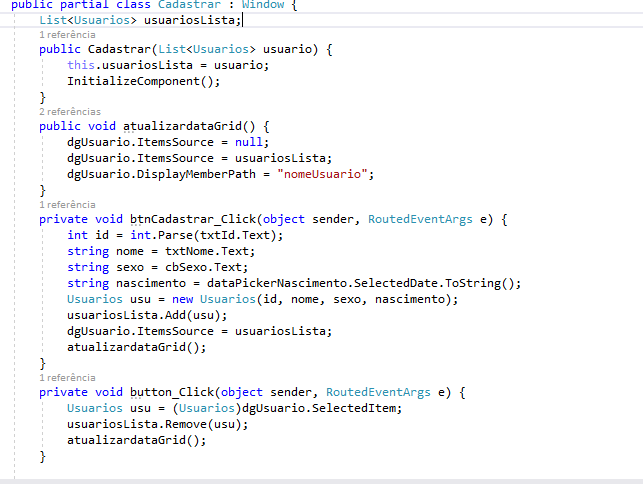 public partial class Cadastrar : Window {
List<Usuarios> usuariosLista;
1 referência
public Cadastrar(List<Usuarios> usuario) {
this.usuariosLista = usuario;
InitializeComponent();
}
2 referências
public void atualizardataGrid() {
dgUsuario.ItemsSource = null;
dgUsuario.ItemsSource = usuariosLista;
dgUsuario.DisplayMemberPath = "nomeUsuario";
}
1 referência
private void btnCadastrar_Click(object sender, RoutedEventArgs e) {
int id = int.Parse(txtId.Text);
string nome = txtNome.Text;
string sexo = cbSexo.Text;
string nascimento = dataPickerNascimento.SelectedDate.ToString();
Usuarios usu = new Usuarios(id, nome, sexo, nascimento);
usuariosLista.Add(usu);
dgUsuario.ItemsSource = usuariosLista;
atualizardataGrid();
}
1 referência
private void button_Click(object sender, RoutedEventArgs e) {
Usuarios usu = (Usuarios)dgUsuario.SelectedItem;
usuariosLista.Remove(usu);
atualizardataGrid();
}